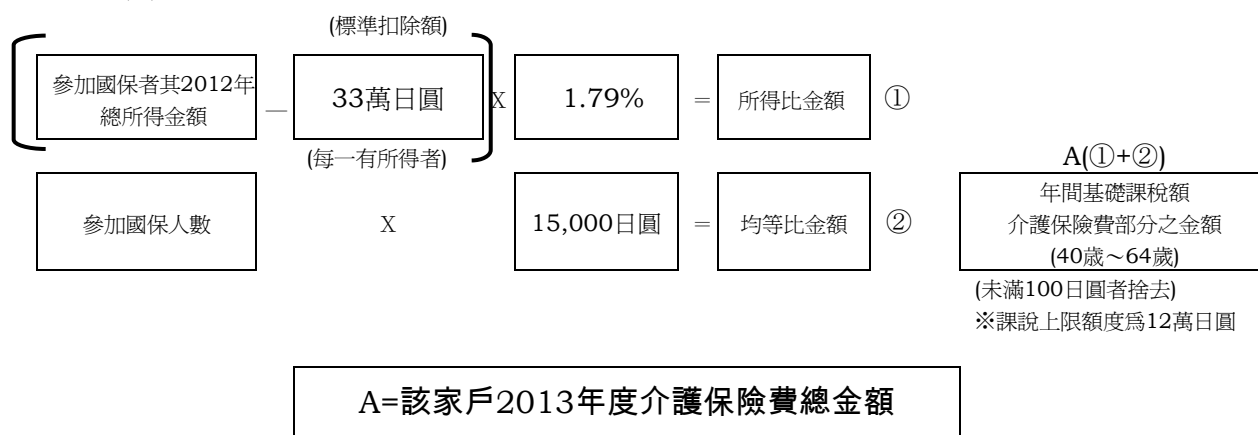 (標準扣除額)
參加國保者其2012年
總所得金額
—
33萬日圓
X
1.79%
=
所得比金額
①
(每一有所得者)
A(①+②)
參加國保人數
X
15,000日圓
=
均等比金額
②
年間基礎課稅額
介護保險費部分之金額
(40歲～64歲)
(未滿100日圓者捨去)
※課說上限額度爲12萬日圓
A=該家戶2013年度介護保險費總金額